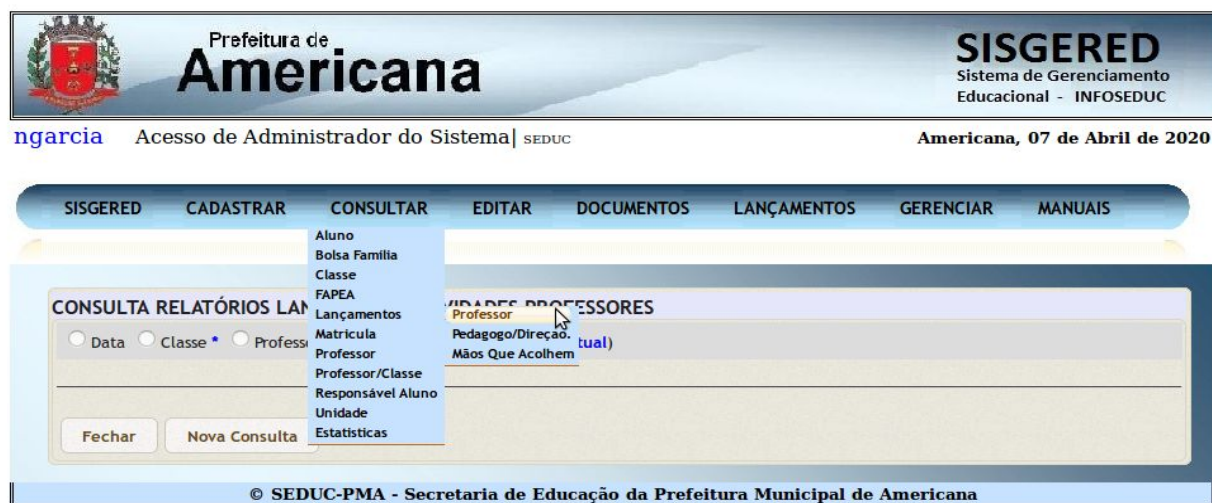 Prefeitura de
Americana
SISGERED
Sistema de Gerenciamento
Educacional - INFOSEDUC
ngarcia Acesso de Administrador do Sistema| SEDUC Americana, 07 de Abril de 2020
SISGERED CADASTRAR CONSULTAR EDITAR DOCUMENTOS LANÇAMENTOS GERENCIAR MANUAIS
Aluno
Bolsa Família
Classe
FAPEA
Lançamentos
Matricula
Professor
Professor/Classe
Responsável Aluno
Unidade
Estatisticas
Professor
Pedagogo/Direção.
Mãos Que Acolhem
CONSULTA RELATÓRIOS PROFESSORES
Data Classe * tual)
Fechar Nova Consulta
© SEDUC-PMA - Secretaria de Educação da Prefeitura Municipal de Americana